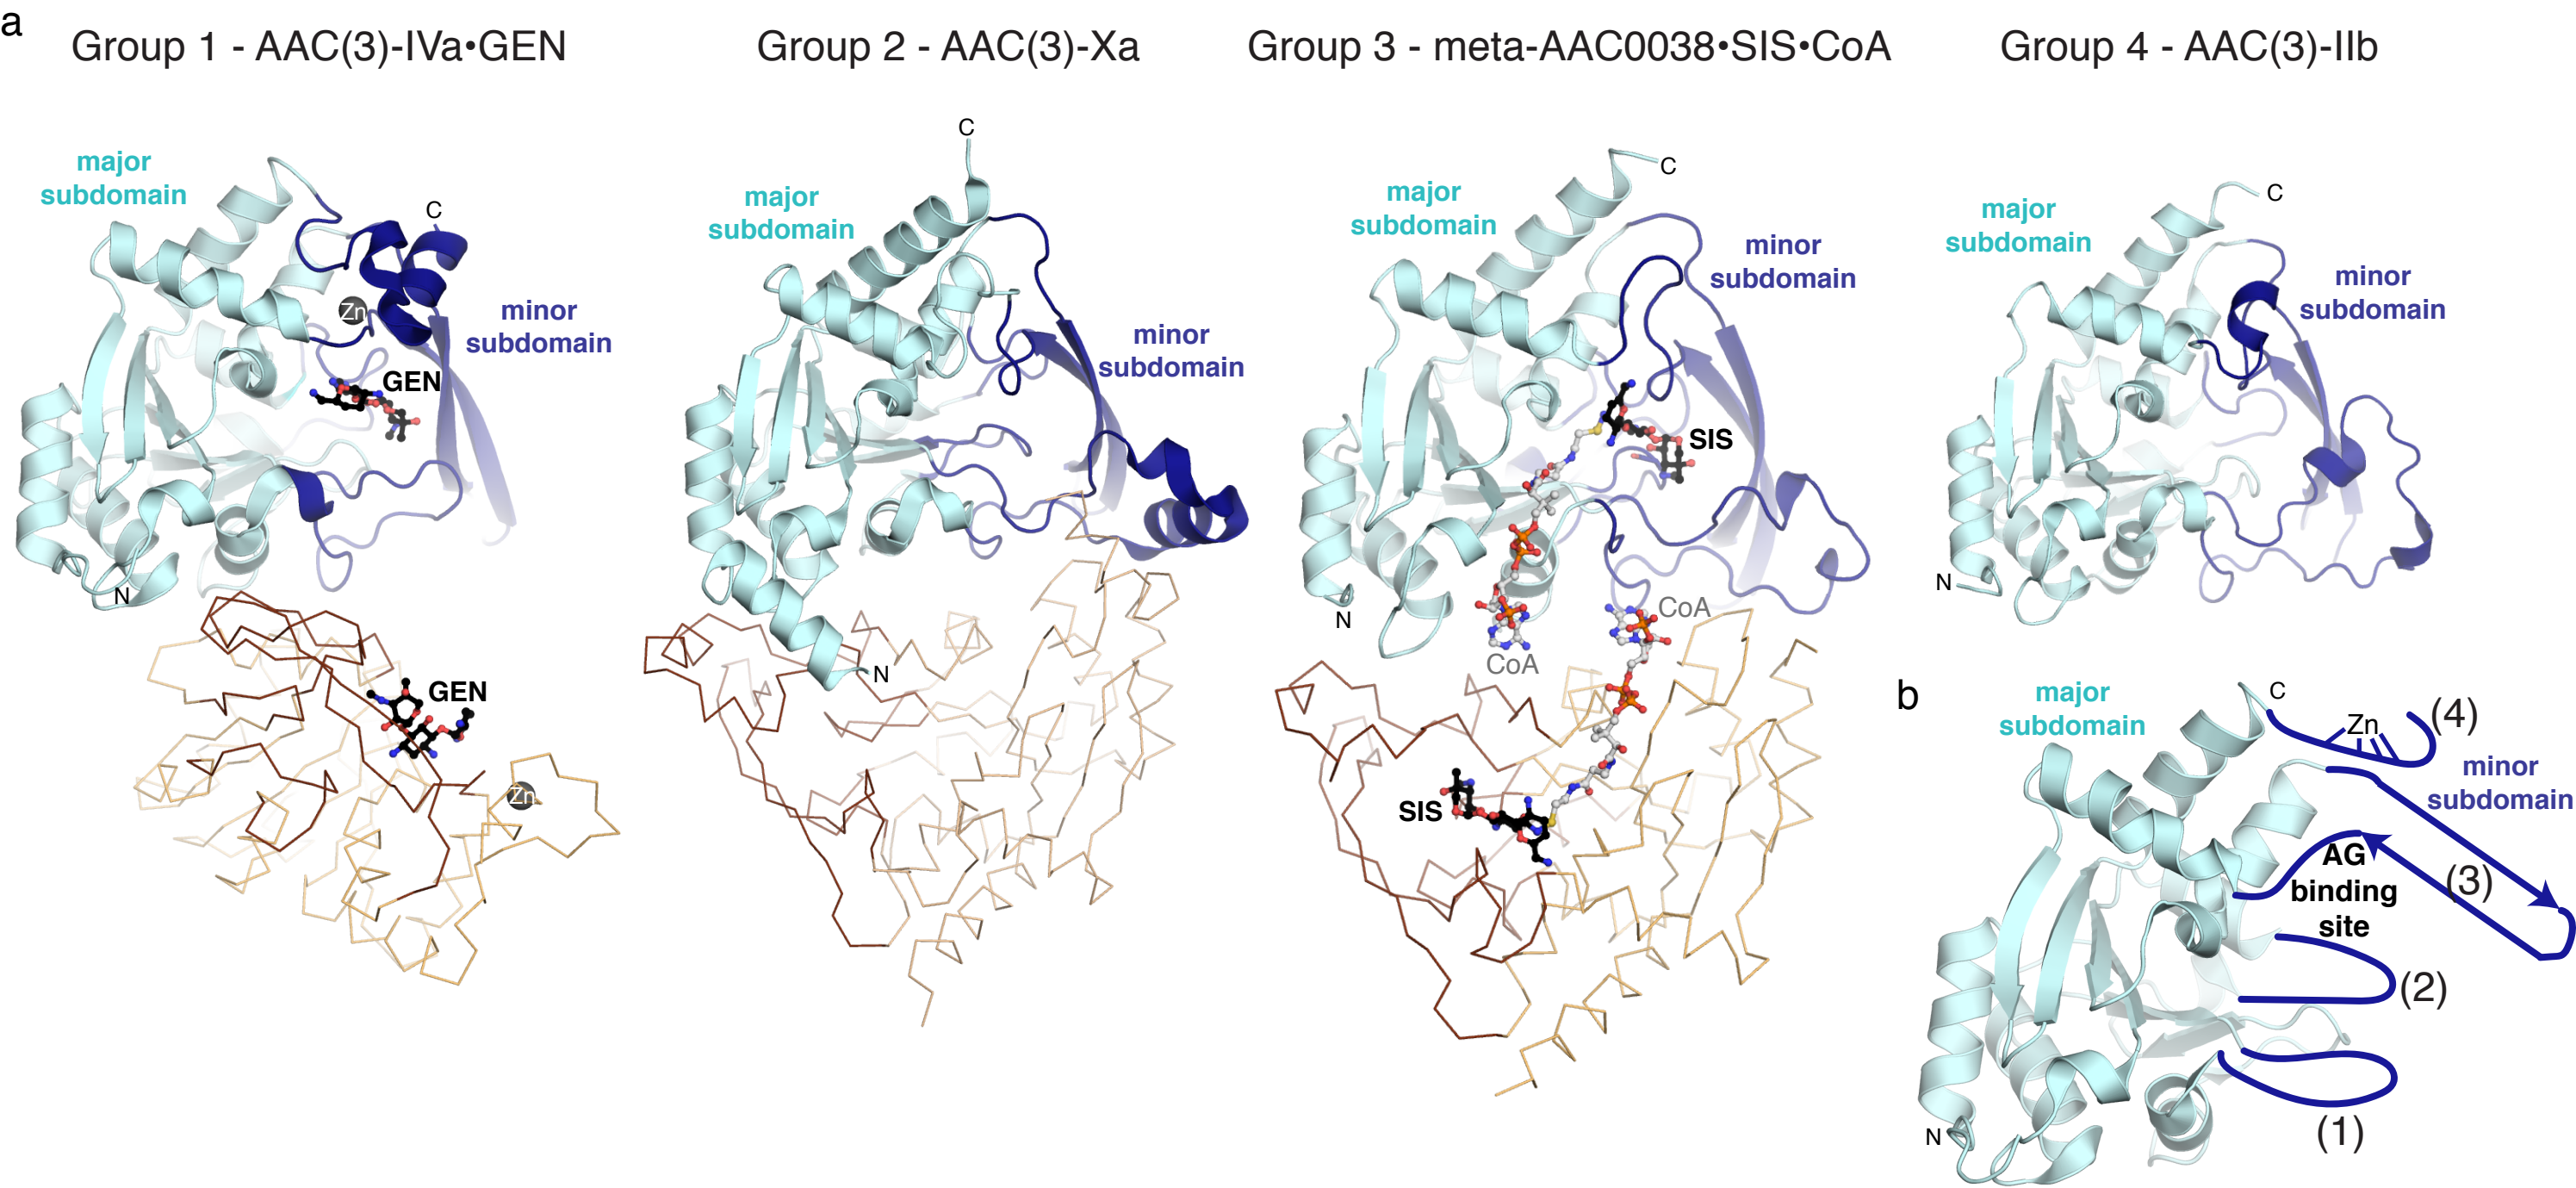 a
Group 1 - AAC(3)-IVa•GEN
major
subdomain
C
Zn
minor
subdomain
GEN
N
GEN
Zn
Group 2 - AAC(3)-Xa
C
major
subdomain
minor
subdomain
N
Group 3 - meta-AAC0038•SIS•CoA
C
major
subdomain
minor
subdomain
SIS
N
CoA
CoA
SIS
Group 4 - AAC(3)-IIb
C
major
subdomain
minor
subdomain
N
b
major
subdomain
C
Zn
(4)
minor
subdomain
AG
binding
site
(3)
(2)
(1)
N